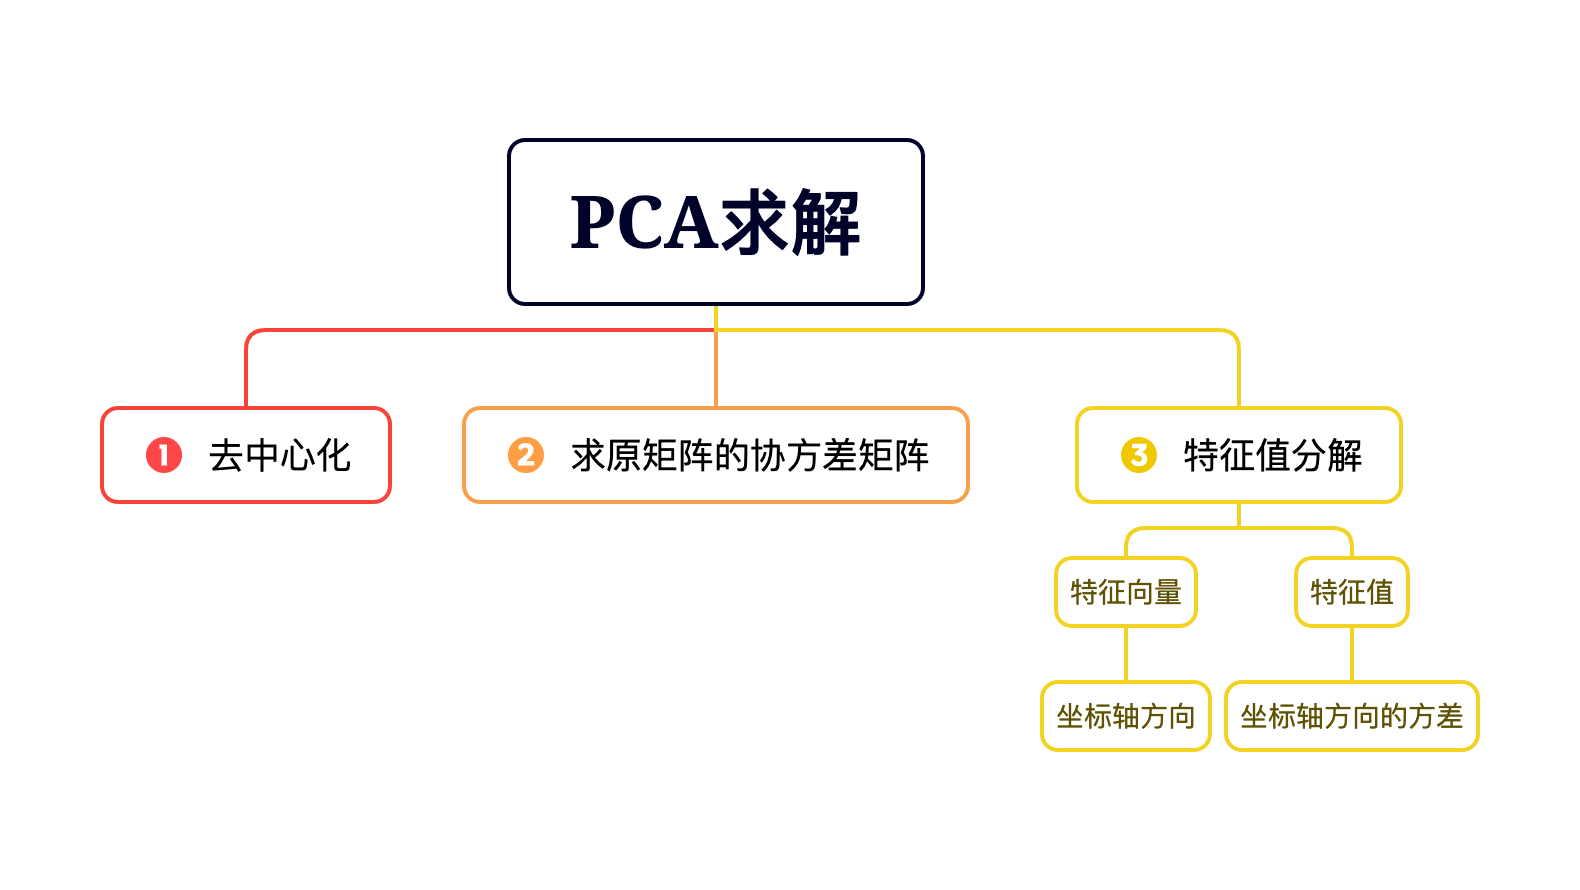 PCA求解
1 去中心化
2 求原矩阵的协方差矩阵
3 特征值分解
特征向量
特征值
坐标轴方向
坐标轴方向的方差